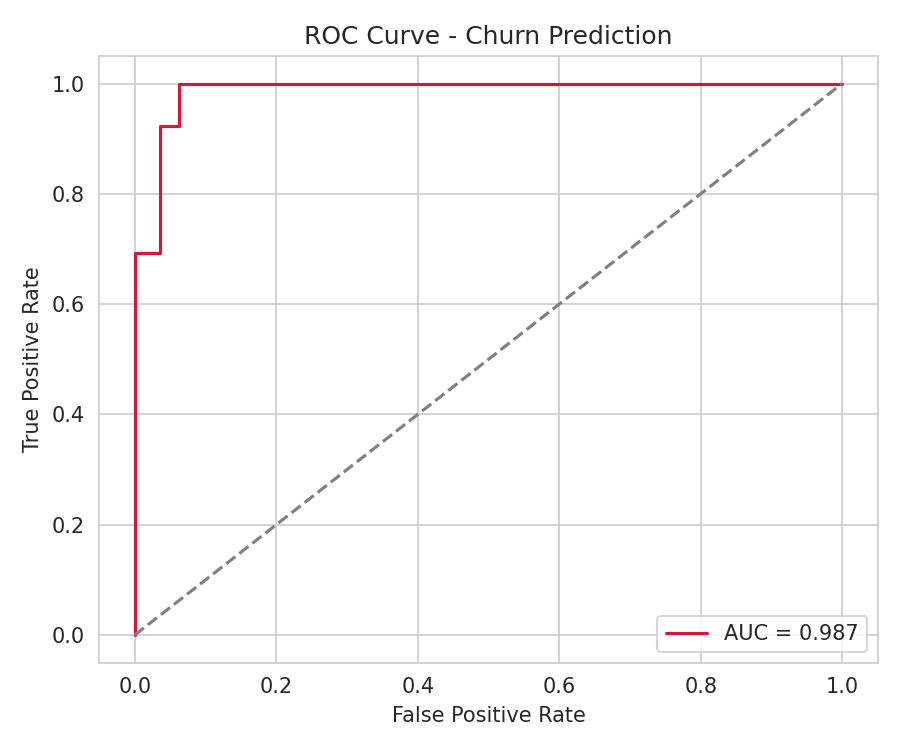 ROC Curve - Churn Prediction
1.0
0.8
0.6
0.4
0.2
0.0
True Positive Rate
AUC = 0.987
0.0 0.2 0.4 0.6 0.8 1.0
False Positive Rate